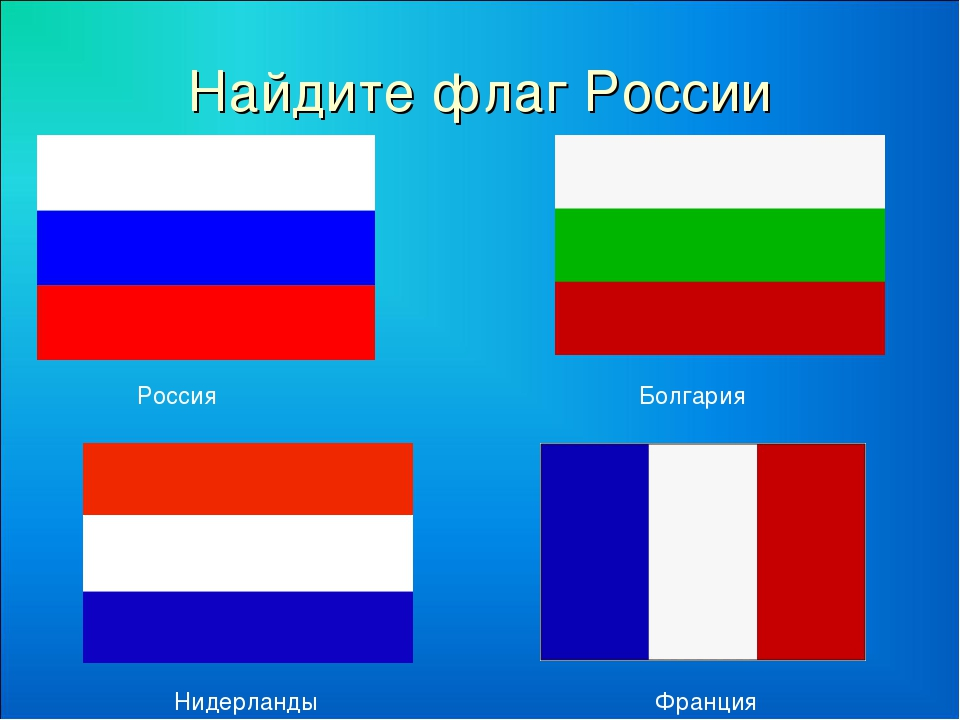 Найдите флаг России
Россия
Болгария
Нидерланды
Франция